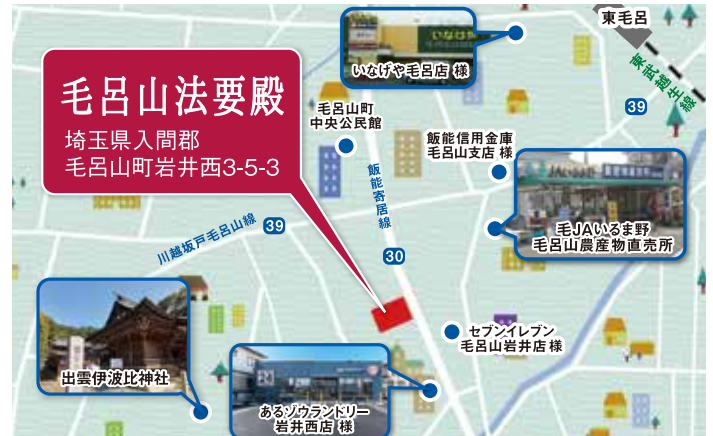 東毛呂
東武越生線
いなげや
いなげや毛呂店 様
39
毛呂山法要殿
埼玉県入間郡
毛呂山町岩井西3-5-3
毛呂山町
中央公民館
飯能信用金庫
毛呂山支店 様
飯能寄居線
毛JAいるま野
毛呂山農産物直売所
川越坂戸毛呂山線
39
30
セブンイレブン
毛呂山岩井店 様
出雲伊波比神社
あるゾウランドリー
岩井西店 様